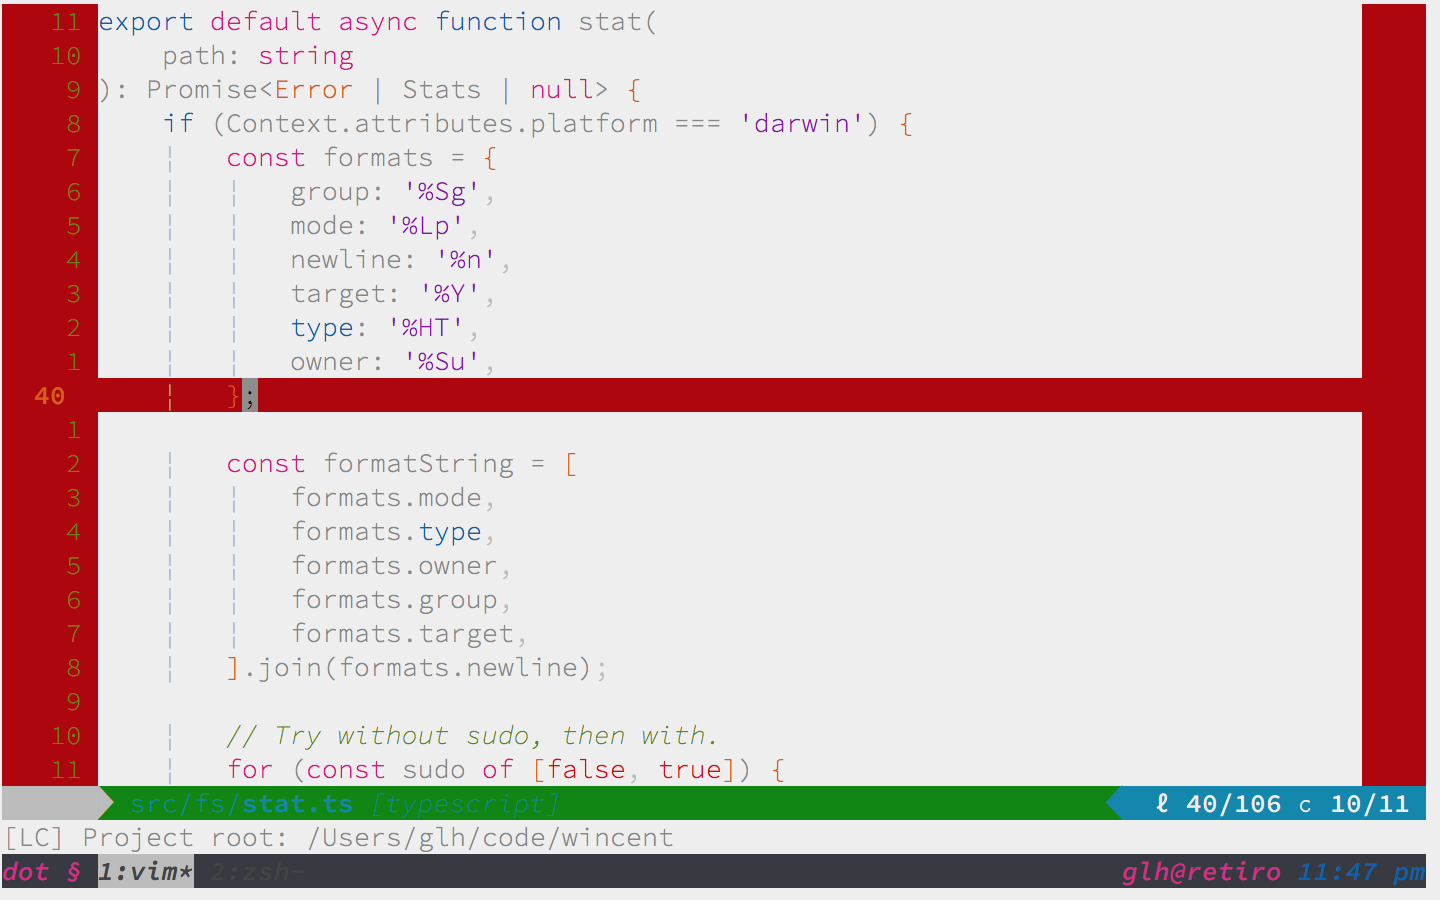 11 export default async function stat(
10     path: string
9 ): Promise<Error | Stats | null> {
8     if (Context.attributes.platform === 'darwin') {
7         const formats = {
6             group: '%Sg',
5             mode: '%Lp',
4             newline: '%n',
3             target: '%Y',
2             type: '%HT',
1             owner: '%Su',
40         };
1
2         const formatString = [
3             formats.mode,
4             formats.type,
5             formats.owner,
6             formats.group,
7             formats.target,
8         ].join(formats.newline);
9
10         // Try without sudo, then with.
11         for (const sudo of [false, true]) {
src/fs/stat.ts [typescript] ℓ 40/106 c 10/11
[LC] Project root: /Users/glh/code/wincent
dot § 1:vim* 2:zsh- glh@retiro 11:47 pm